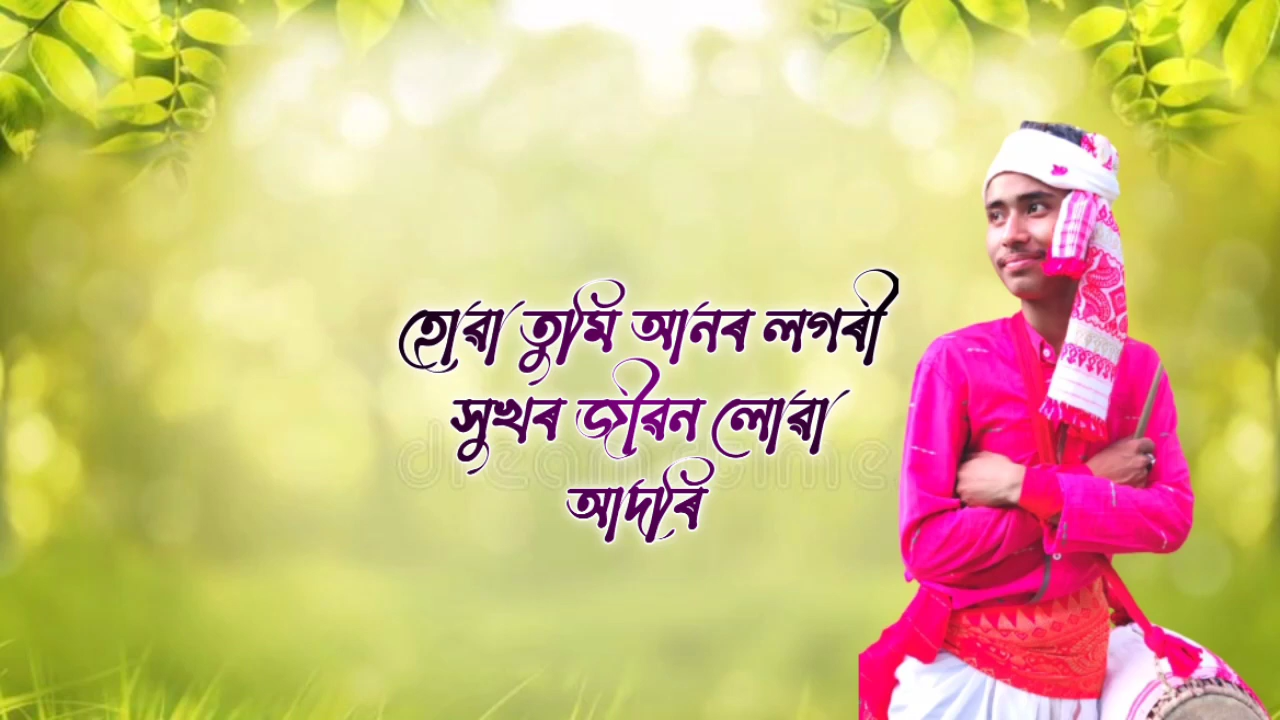 হোৱা তুমি আনৰ লগৰী
সুখৰ জীৱন লোৱা
আদৰি